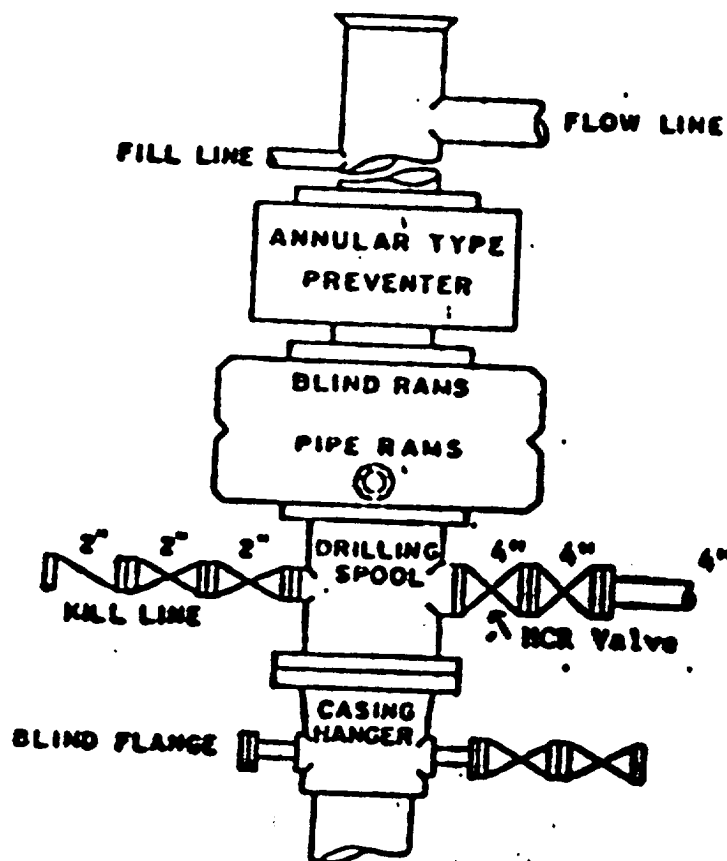 FLOW LINE
FILL LINE
ANNULAR TYPE
PREVENTER
BLIND RAMS
PIPE RAMS
2" 2" 2"
DRILLING
SPOOL
4" 4" 4"
KILL LINE
HCR Valve
CASING
HANGER
BLIND FLANGE